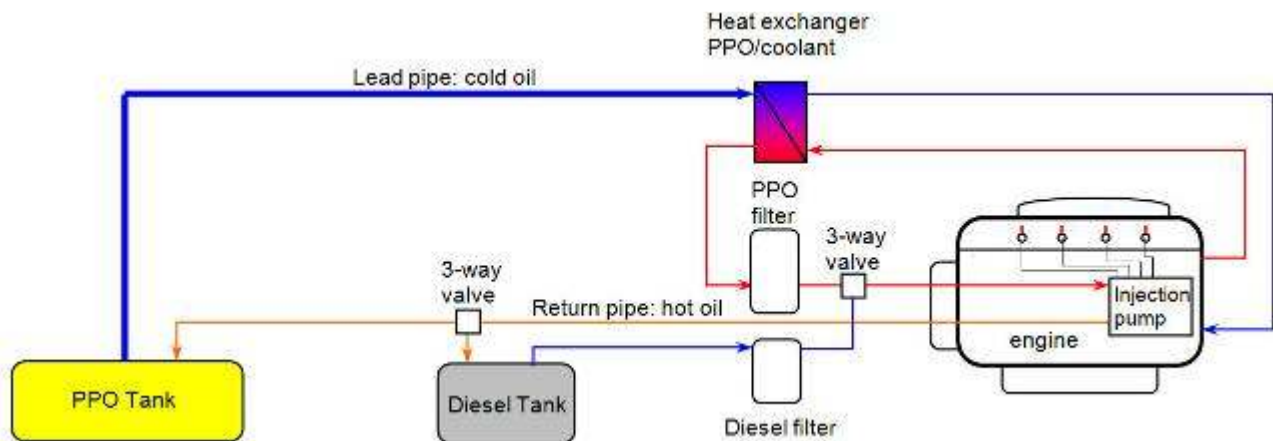 Heat exchanger
PPO/coolant
Lead pipe: cold oil
PPO
filter
3-way
valve
3-way
valve
Return pipe: hot oil
Injection
pump
engine
PPO Tank
Diesel Tank
Diesel filter